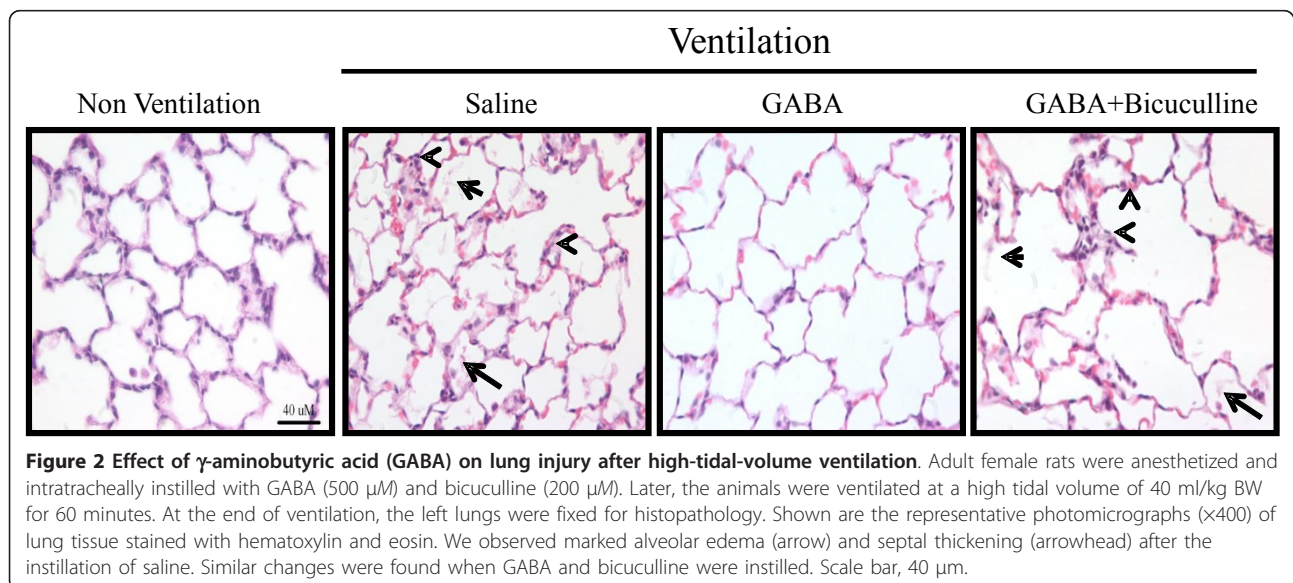 Ventilation
Non Ventilation
Saline
GABA
GABA+Bicuculline
40 uM
Figure 2 Effect of γ-aminobutyric acid (GABA) on lung injury after high-tidal-volume ventilation. Adult female rats were anesthetized and
intratracheally instilled with GABA (500 μM) and bicuculline (200 μM). Later, the animals were ventilated at a high tidal volume of 40 ml/kg BW
for 60 minutes. At the end of ventilation, the left lungs were fixed for histopathology. Shown are the representative photomicrographs (×400) of
lung tissue stained with hematoxylin and eosin. We observed marked alveolar edema (arrow) and septal thickening (arrowhead) after the
instillation of saline. Similar changes were found when GABA and bicuculline were instilled. Scale bar, 40 μm.